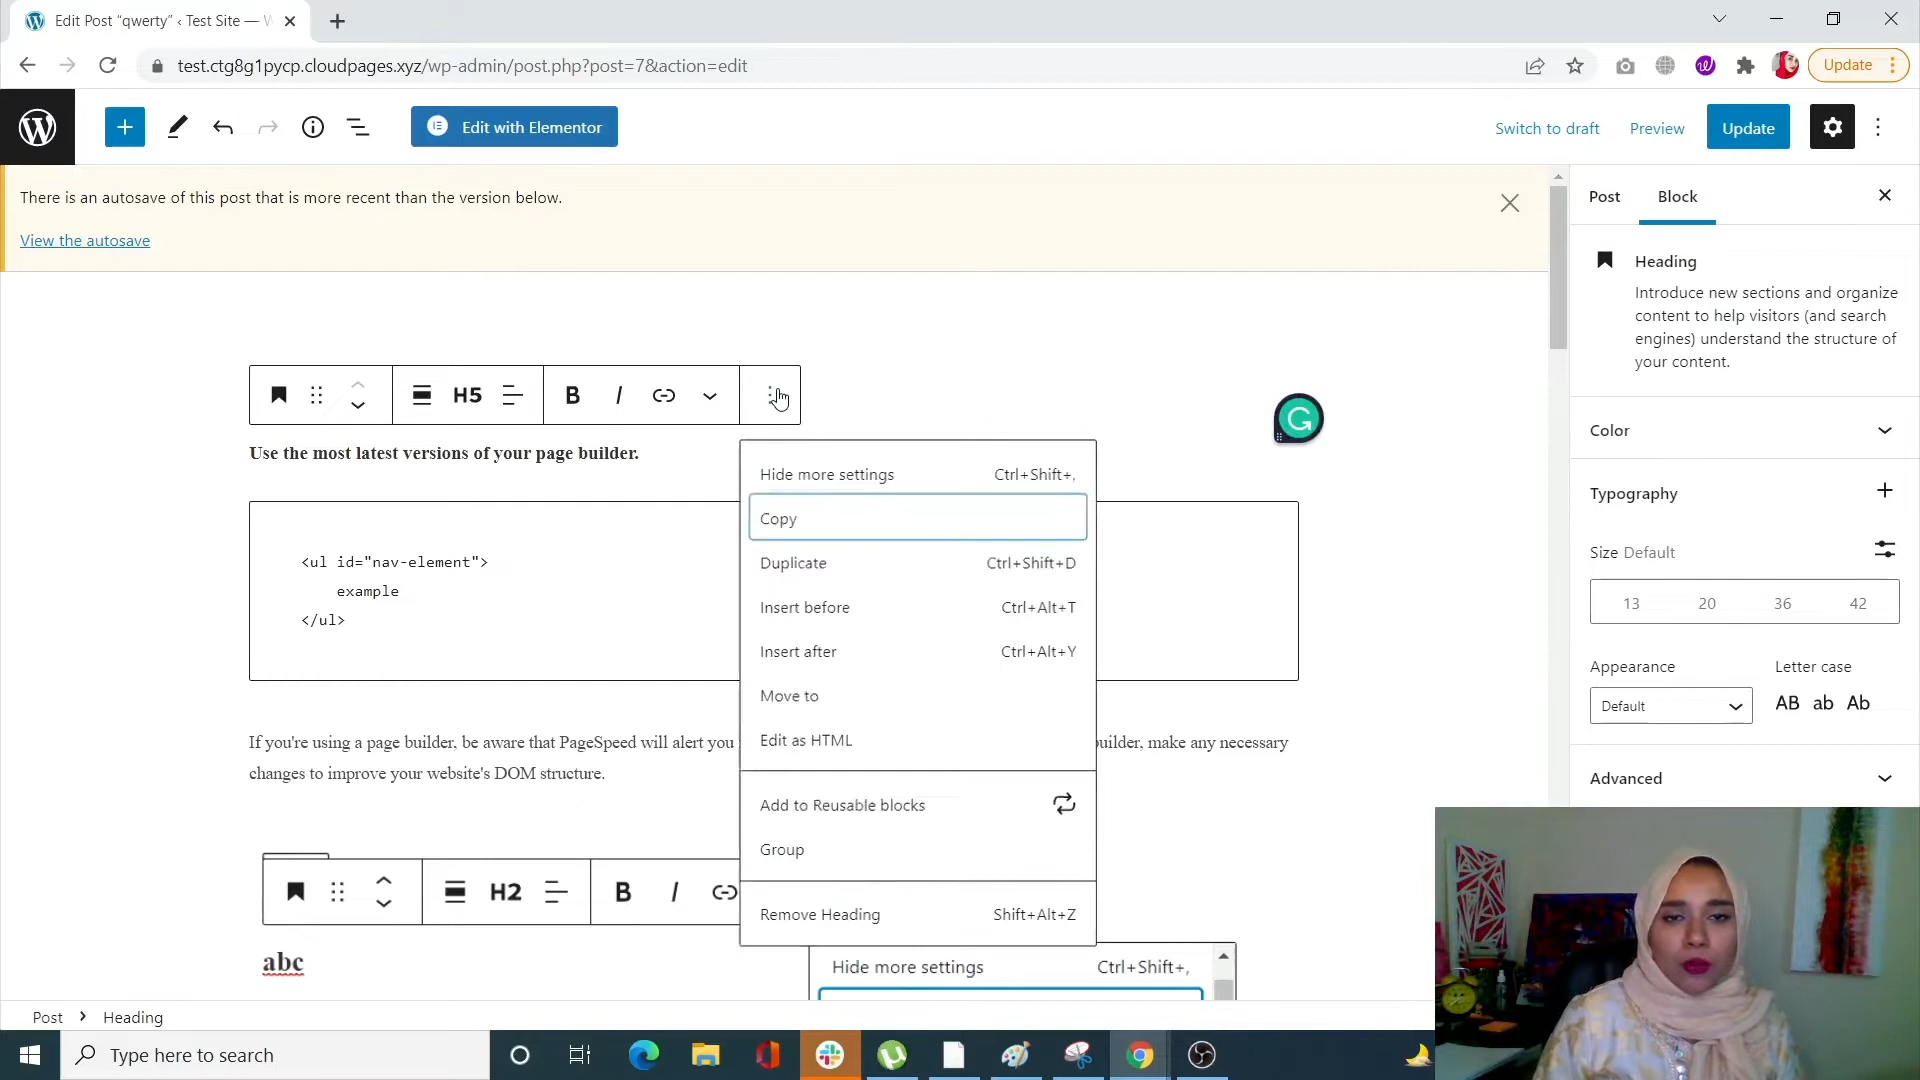 Edit Post “qwerty” ‹ Test Site — W
test.ctg8g1pycp.cloudpages.xyz/wp-admin/post.php?post=7&action=edit
Update
Edit with Elementor
Switch to draft
Preview
Update
There is an autosave of this post that is more recent than the version below.
View the autosave
Post
Block
Heading
Introduce new sections and organize
content to help visitors (and search
engines) understand the structure of
your content.
Color
Typography
Size Default
13 20 36 42
Appearance
Letter case
Default
AB ab Ab
Advanced
H5 B I
Use the most latest versions of your page builder.
<ul id="nav-element">
example
</ul>
If you're using a page builder, be aware that PageSpeed will alert you
builder, make any necessary
changes to improve your website's DOM structure.
Hide more settings Ctrl+Shift+,
Copy
Duplicate Ctrl+Shift+D
Insert before Ctrl+Alt+T
Insert after Ctrl+Alt+Y
Move to
Edit as HTML
Add to Reusable blocks
Group
Remove Heading Shift+Alt+Z
H2 B I
abc
Hide more settings Ctrl+Shift+,
Post > Heading
Type here to search